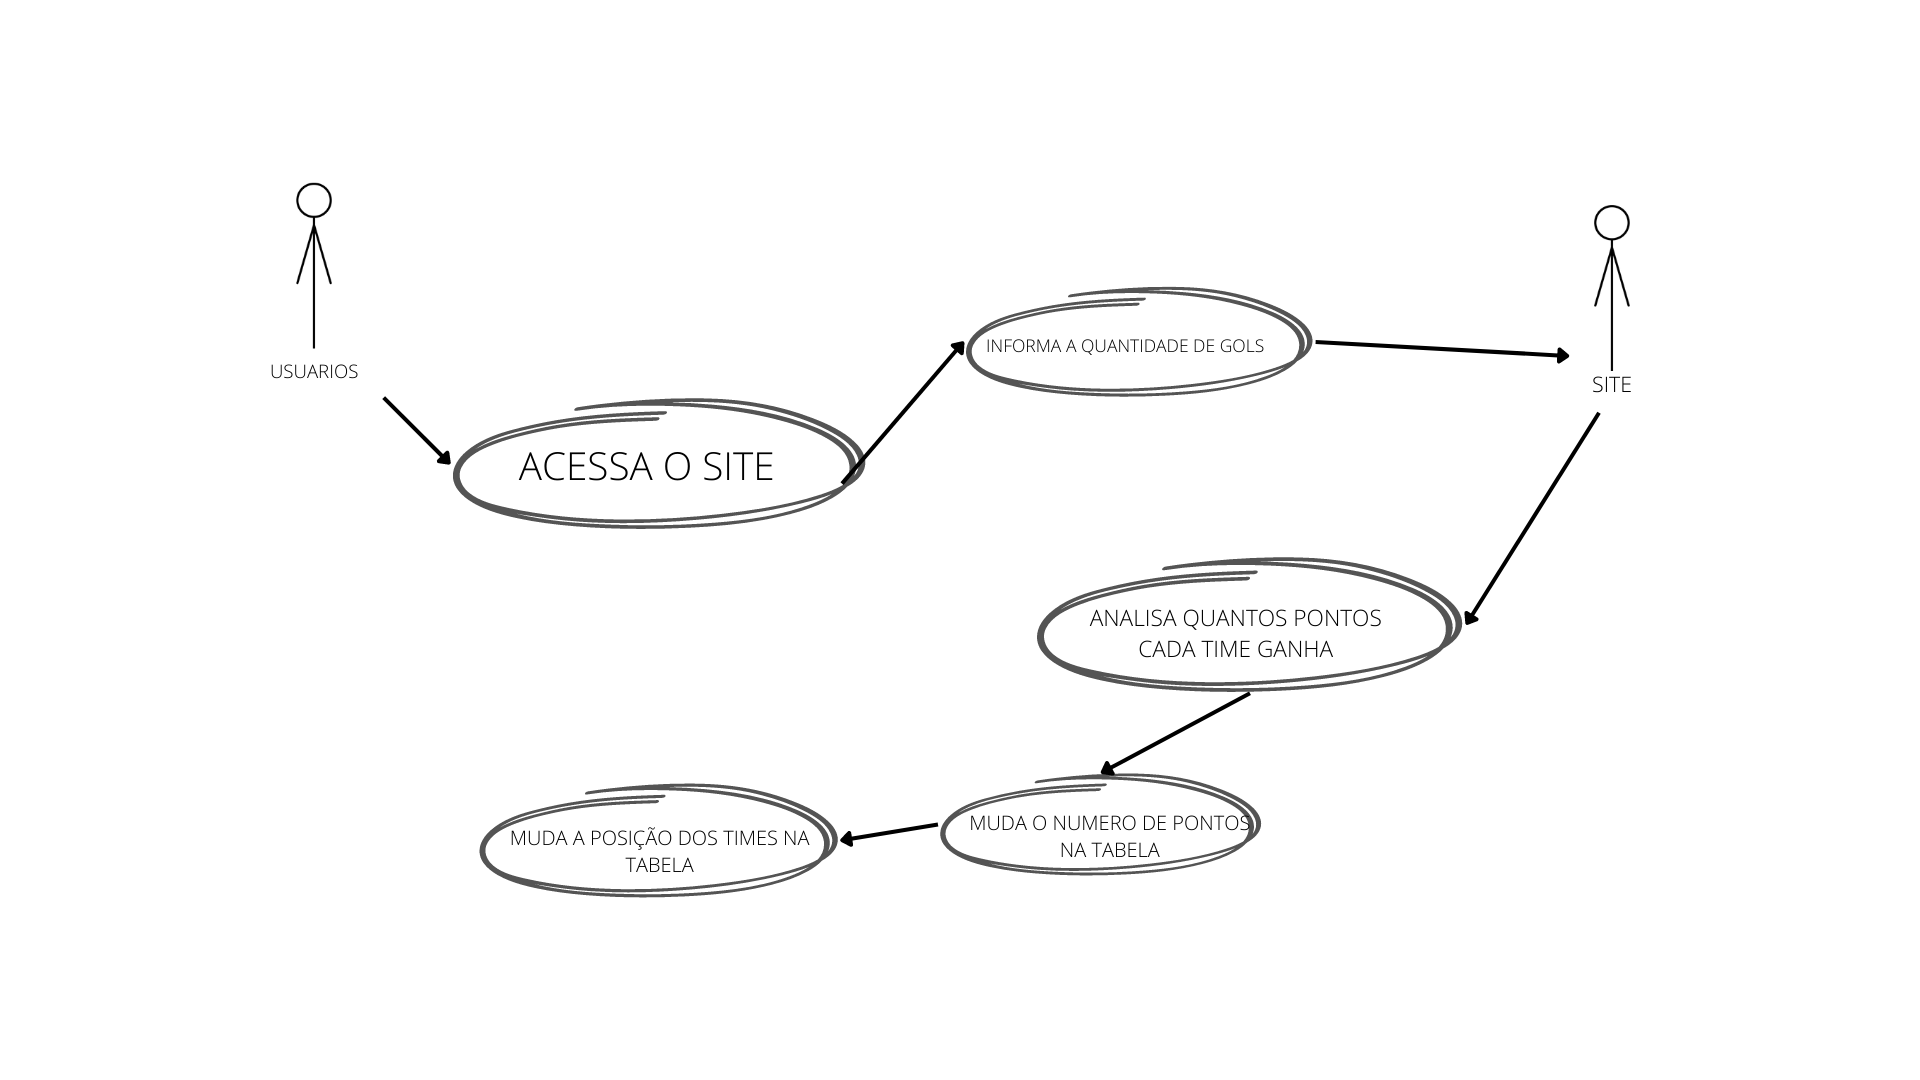 USUARIOS
ACESSA O SITE
INFORMA A QUANTIDADE DE GOLS
SITE
ANALISA QUANTOS PONTOS
CADA TIME GANHA
MUDA O NUMERO DE PONTOS
NA TABELA
MUDA A POSIÇÃO DOS TIMES NA
TABELA